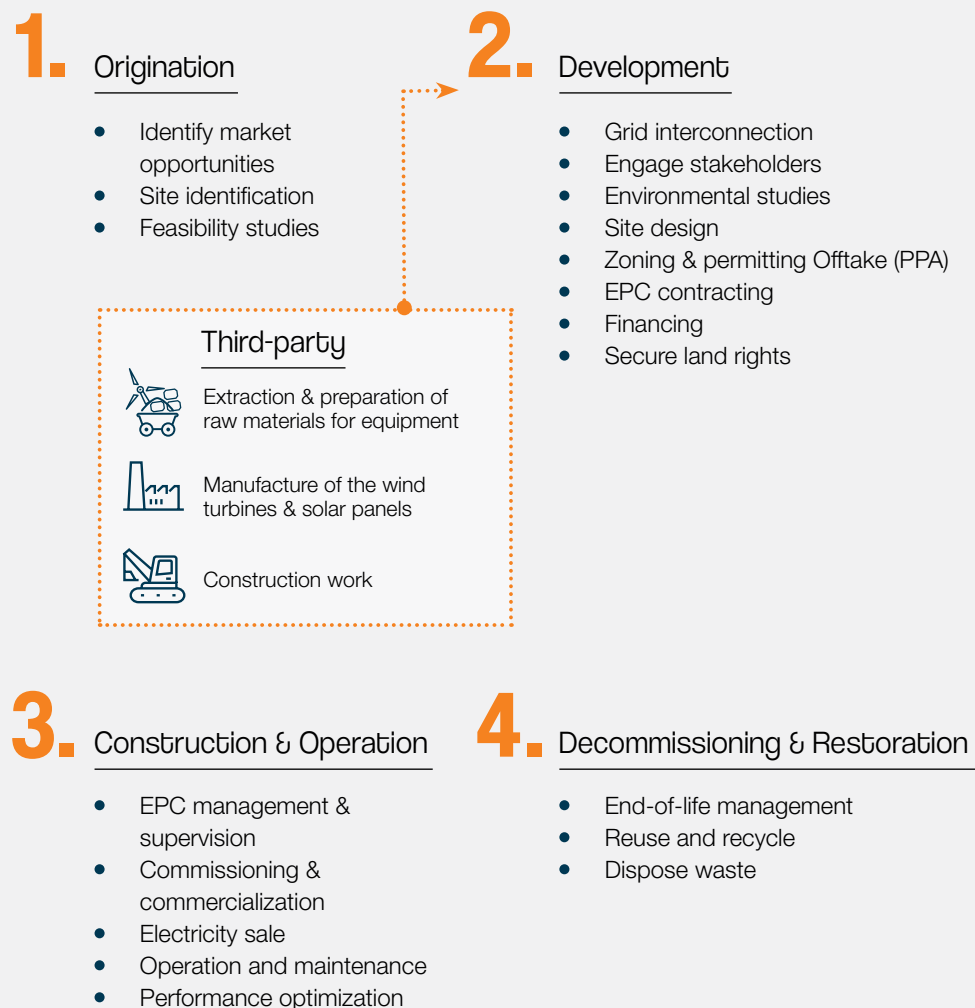 1. Origination
Identify market
opportunities
Site identification
Feasibility studies
Third-party
Extraction & preparation of
raw materials for equipment
Manufacture of the wind
turbines & solar panels
Construction work
2. Development
Grid interconnection
Engage stakeholders
Environmental studies
Site design
Zoning & permitting Offtake (PPA)
EPC contracting
Financing
Secure land rights
3. Construction & Operation
EPC management &
supervision
Commissioning &
commercialization
Electricity sale
Operation and maintenance
Performance optimization
4. Decommissioning & Restoration
End-of-life management
Reuse and recycle
Dispose waste